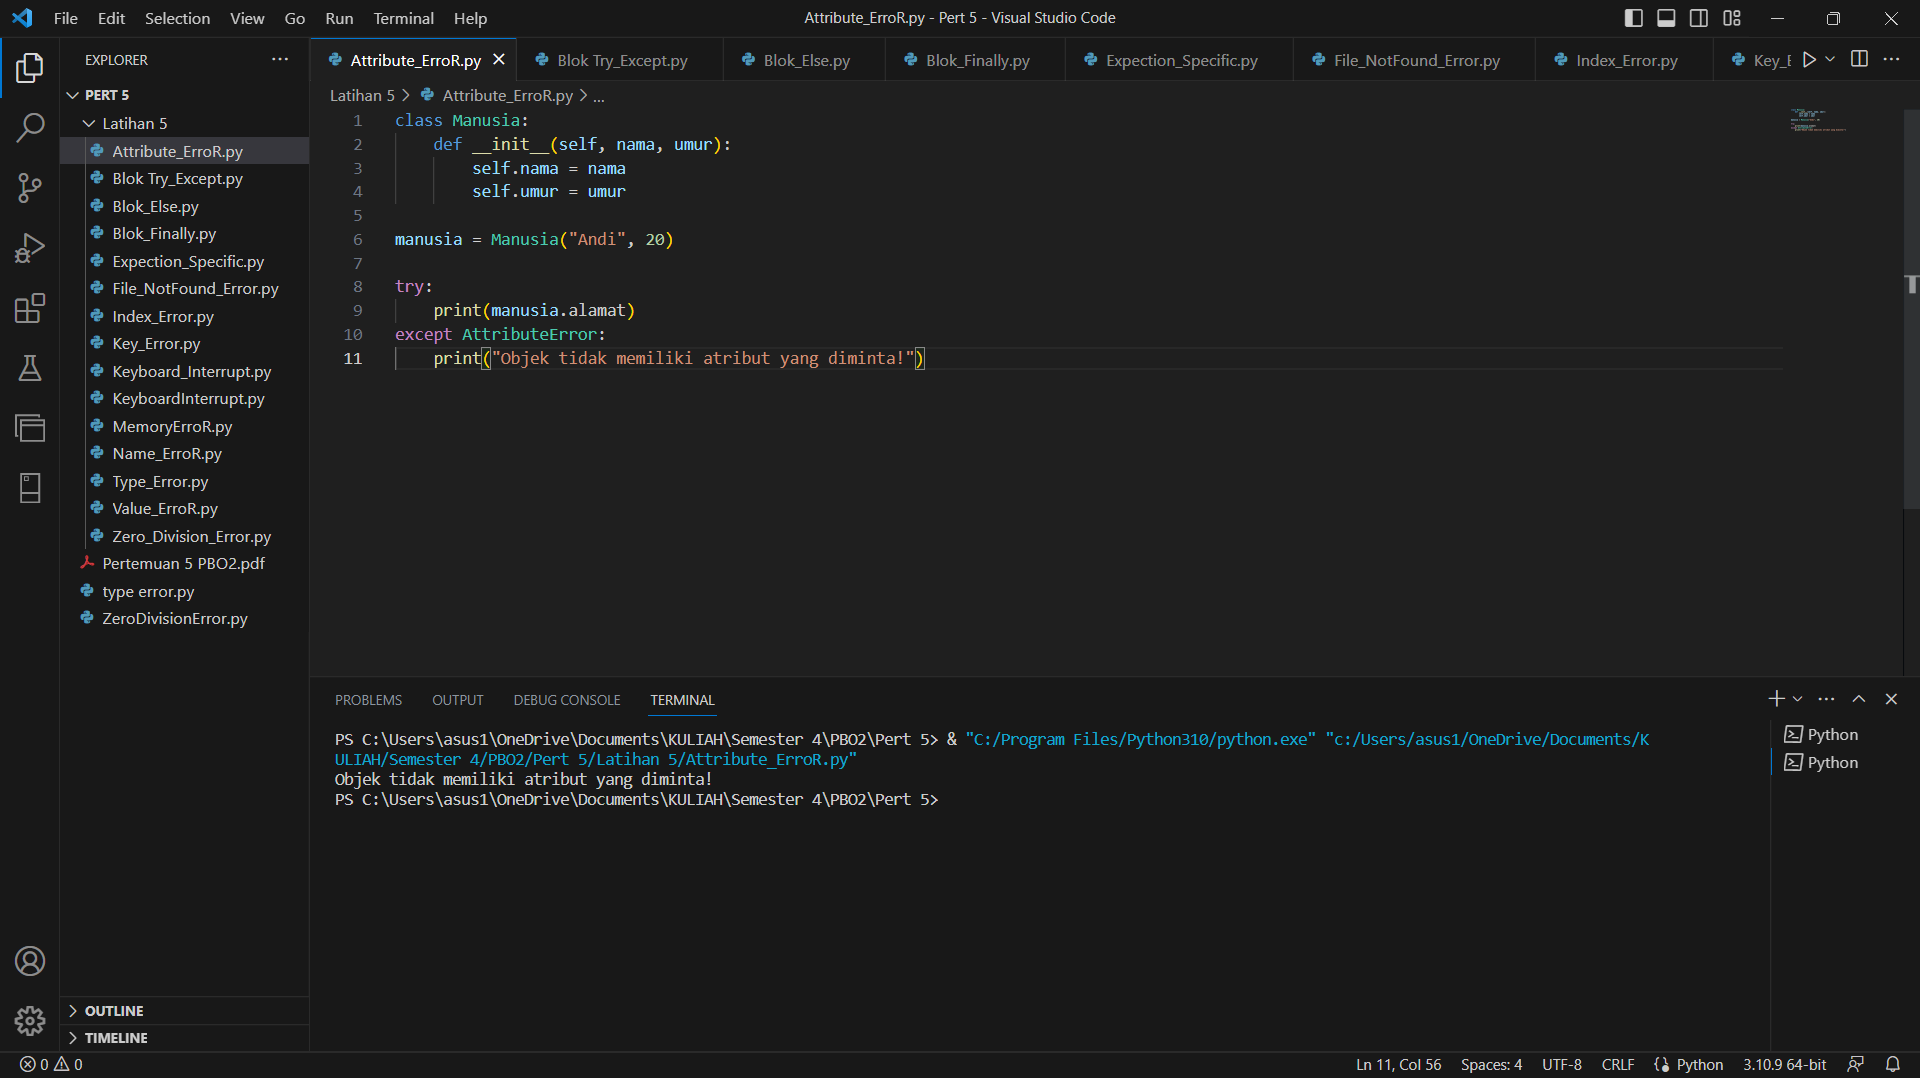 File Edit Selection View Go Run Terminal Help
Attribute_ErroR.py - Pert 5 - Visual Studio Code
EXPLORER
PERT 5
Latihan 5
Attribute_ErroR.py
Blok Try_Except.py
Blok_Else.py
Blok_Finally.py
Expection_Specific.py
File_NotFound_Error.py
Index_Error.py
Key_Error.py
Keyboard_Interrupt.py
KeyboardInterrupt.py
MemoryErroR.py
Name_ErroR.py
Type_Error.py
Value_ErroR.py
Zero_Division_Error.py
Pertemuan 5 PBO2.pdf
type error.py
ZeroDivisionError.py
OUTLINE
TIMELINE
Attribute_ErroR.py Blok Try_Except.py Blok_Else.py Blok_Finally.py Expection_Specific.py File_NotFound_Error.py Index_Error.py Key_E
Latihan 5 > Attribute_ErroR.py > ...
1 class Manusia:
2 def __init__(self, nama, umur):
3 self.nama = nama
4 self.umur = umur
5
6 manusia = Manusia("Andi", 20)
7
8 try:
9 print(manusia.alamat)
10 except AttributeError:
11 print("Objek tidak memiliki atribut yang diminta!")
PROBLEMS OUTPUT DEBUG CONSOLE TERMINAL
PS C:\Users\asus1\OneDrive\Documents\KULIAH\Semester 4\PBO2\Pert 5> & "C:/Program Files/Python310/python.exe" "c:/Users/asus1/OneDrive/Documents/K
ULIAH/Semester 4/PBO2/Pert 5/Latihan 5/Attribute_ErroR.py"
Objek tidak memiliki atribut yang diminta!
PS C:\Users\asus1\OneDrive\Documents\KULIAH\Semester 4\PBO2\Pert 5>
Python
Python
0 0
Ln 11, Col 56 Spaces: 4 UTF-8 CRLF Python 3.10.9 64-bit